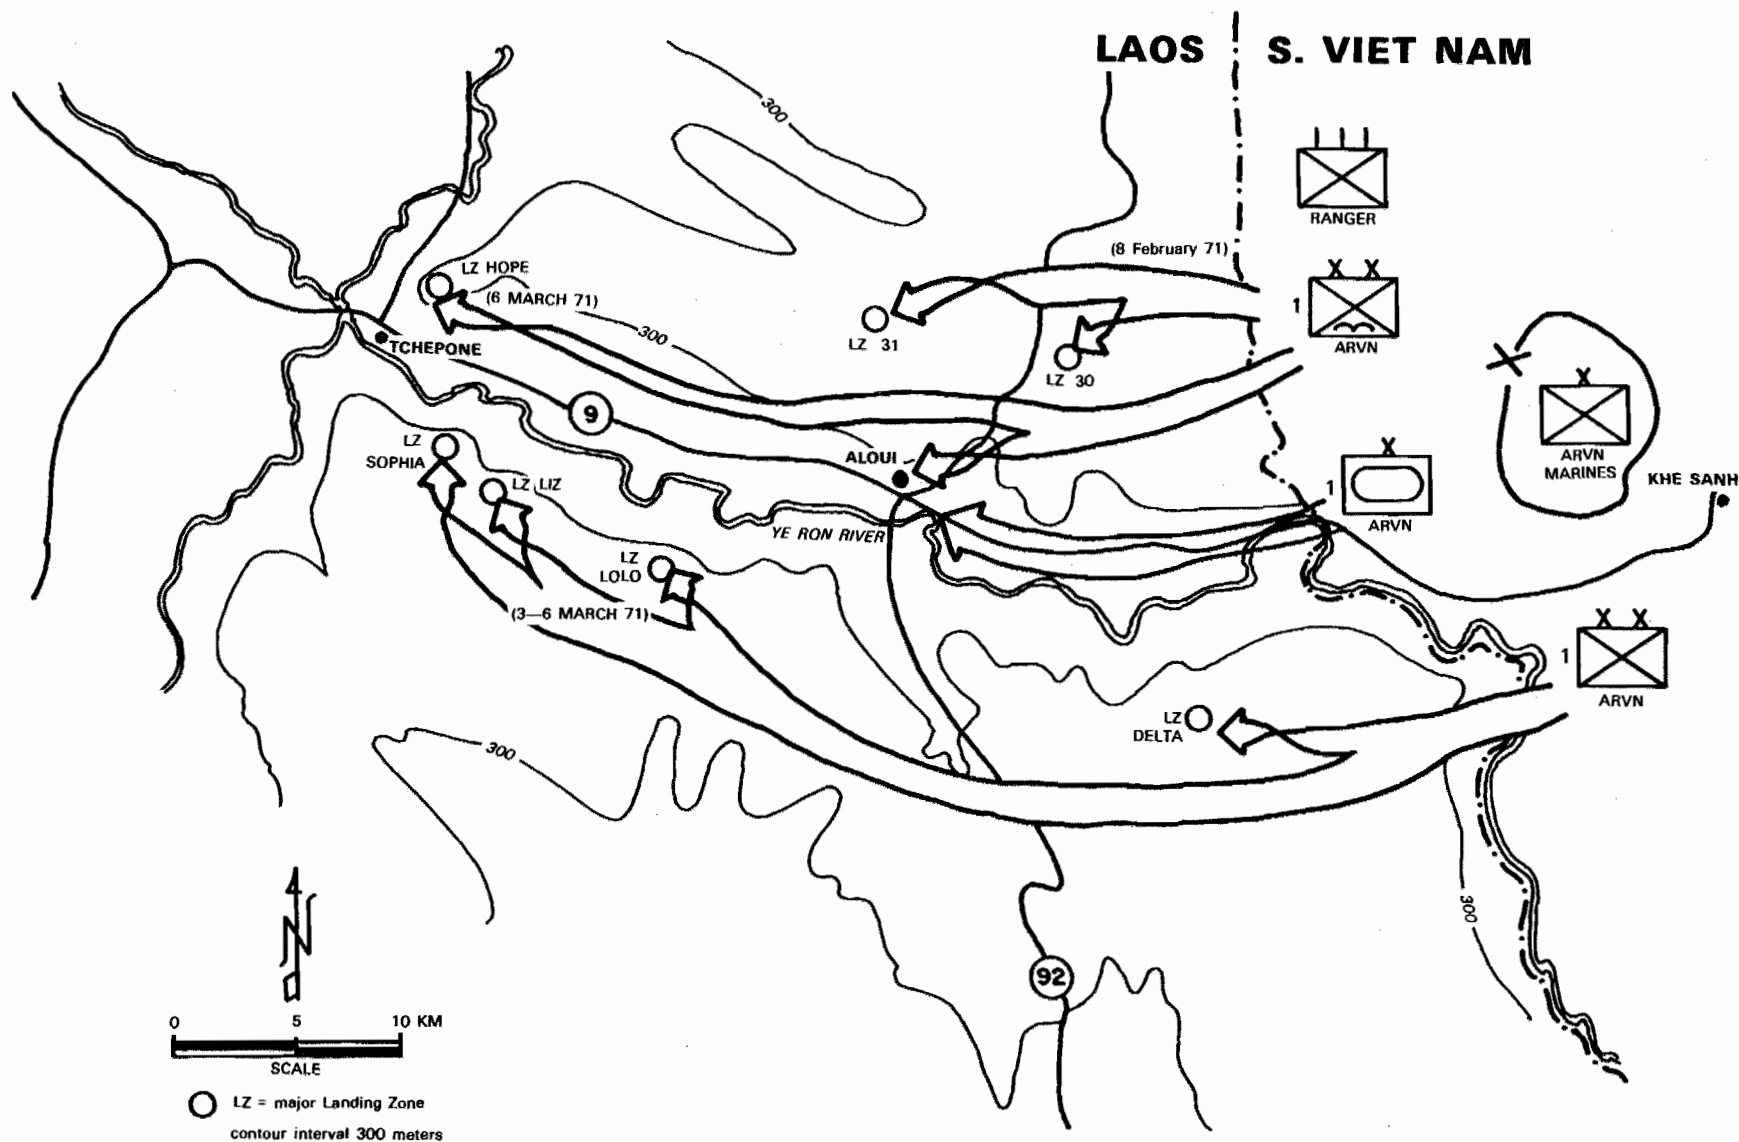 LAOS
S. VIET NAM
300
RANGER
(8 February 71)
LZ HOPE
(6 MARCH 71)
1
ARVN
LZ 31
300
TCHEPONE
LZ 30
X
ARVN
MARINES
9
LZ
SOPHIA
ALOUI
X
1
ARVN
KHE SANH
LZ LIZ
YE RON RIVER
LZ
LOLO
(3—6 MARCH 71)
X X
1
ARVN
LZ
DELTA
300
300
N
92
0 5 10 KM
SCALE
LZ = major Landing Zone
contour interval 300 meters